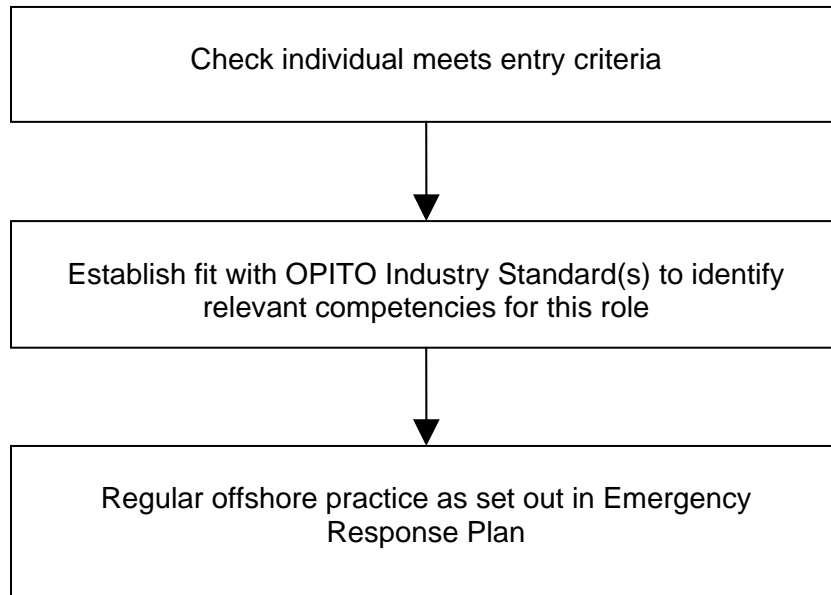 Check individual meets entry criteria
Establish fit with OPITO Industry Standard(s) to identify
relevant competencies for this role
Regular offshore practice as set out in Emergency
Response Plan